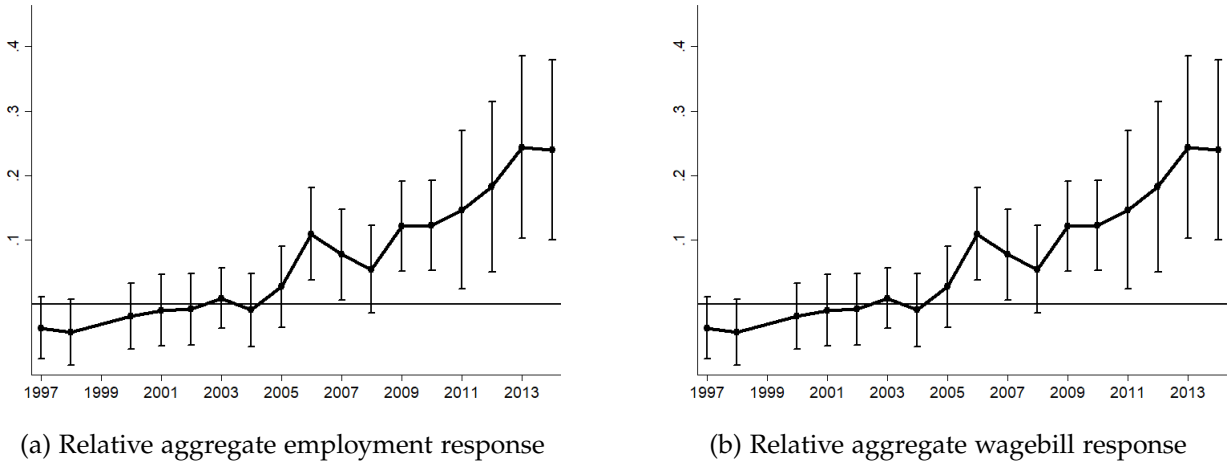 .4
.3
.2
.1
1997 1999 2001 2003 2005 2007 2009 2011 2013
(a) Relative aggregate employment response
.4
.3
.2
.1
1997 1999 2001 2003 2005 2007 2009 2011 2013
(b) Relative aggregate wagebill response